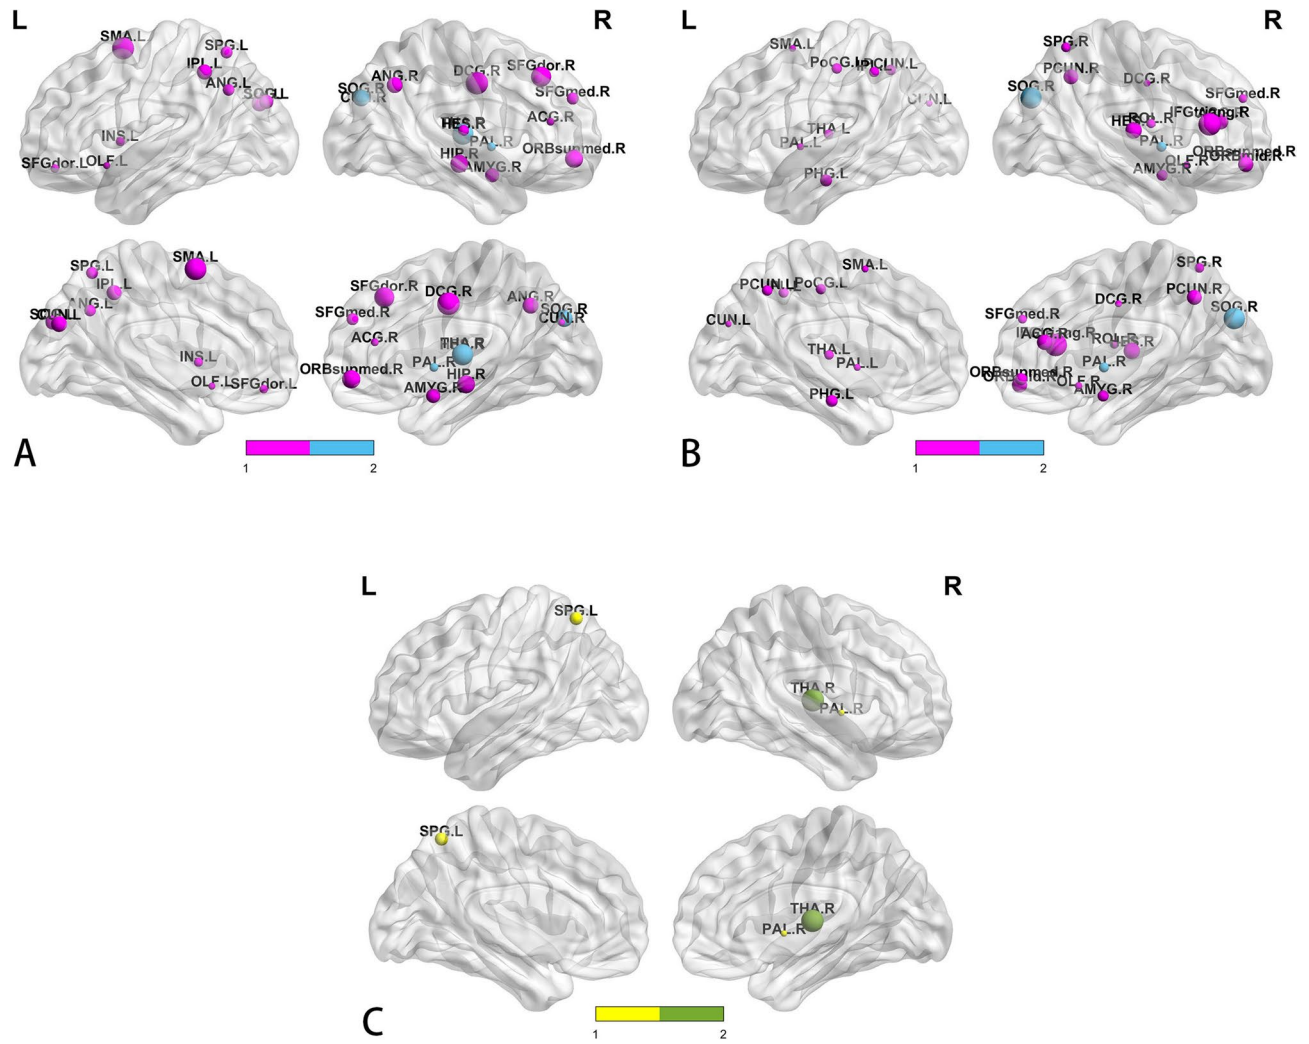 L R
SMA.L
SPG.L
IPL.L
ANG.L
INS.L
SFGdor.L
OLF.L
SOG.R
ANG.R
DCG.R
SFGdor.R
SFGmed.R
ACG.R
PAL.R
ORBsupmed.R
HIP.R
AMYG.R
SPG.L
SMA.L
IPL.L
ANG.L
INS.L
OLF.L
SFGdor.L
SFGdor.R
DCG.R
ANG.R
SOG.R
SFGmed.R
CUN.R
ACG.R
THA.R
PAL.R
ORBsupmed.R
HIP.R
AMYG.R
A
1 2
L R
SMA.L
PoCG.L
CUN.L
THA.L
PAL.L
PHG.L
SPG.R
PCUN.R
SOG.R
DCG.R
SFGmed.R
PAL.R
AMYG.R
SMA.L
PoCG.L
CUN.L
THA.L
PAL.L
PHG.L
SPG.R
PCUN.R
DCG.R
SOG.R
SFGmed.R
PAL.R
ORBsupmed.R
OLF.R
AMYG.R
B
1 2
L R
SPG.L
THA.R
PAL.R
SPG.L
THA.R
PAL.R
C
1 2